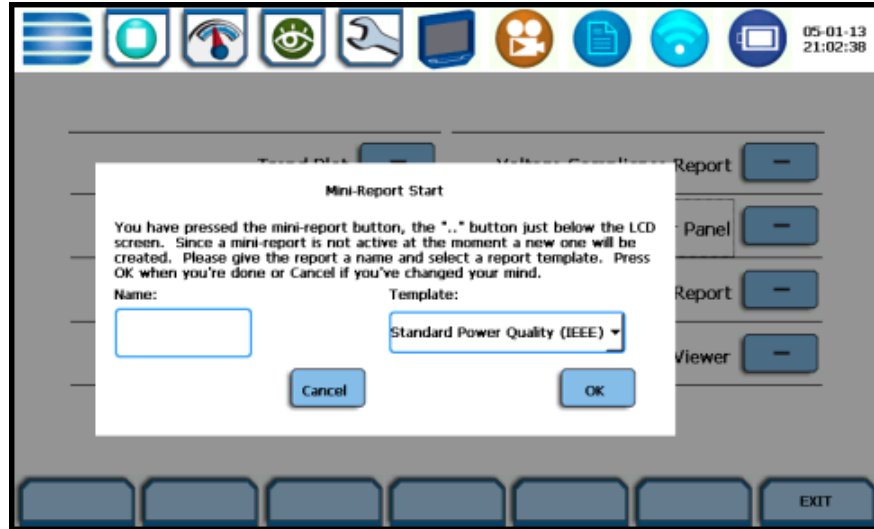 05-01-13
21:02:38
Report
Mini-Report Start
You have pressed the mini-report button, the ".." button just below the LCD
screen. Since a mini-report is not active at the moment a new one will be
created. Please give the report a name and select a report template. Press
OK when you're done or Cancel if you've changed your mind.
Panel
Name:
Template:
Report
Standard Power Quality (IEEE)
Viewer
Cancel
OK
EXIT